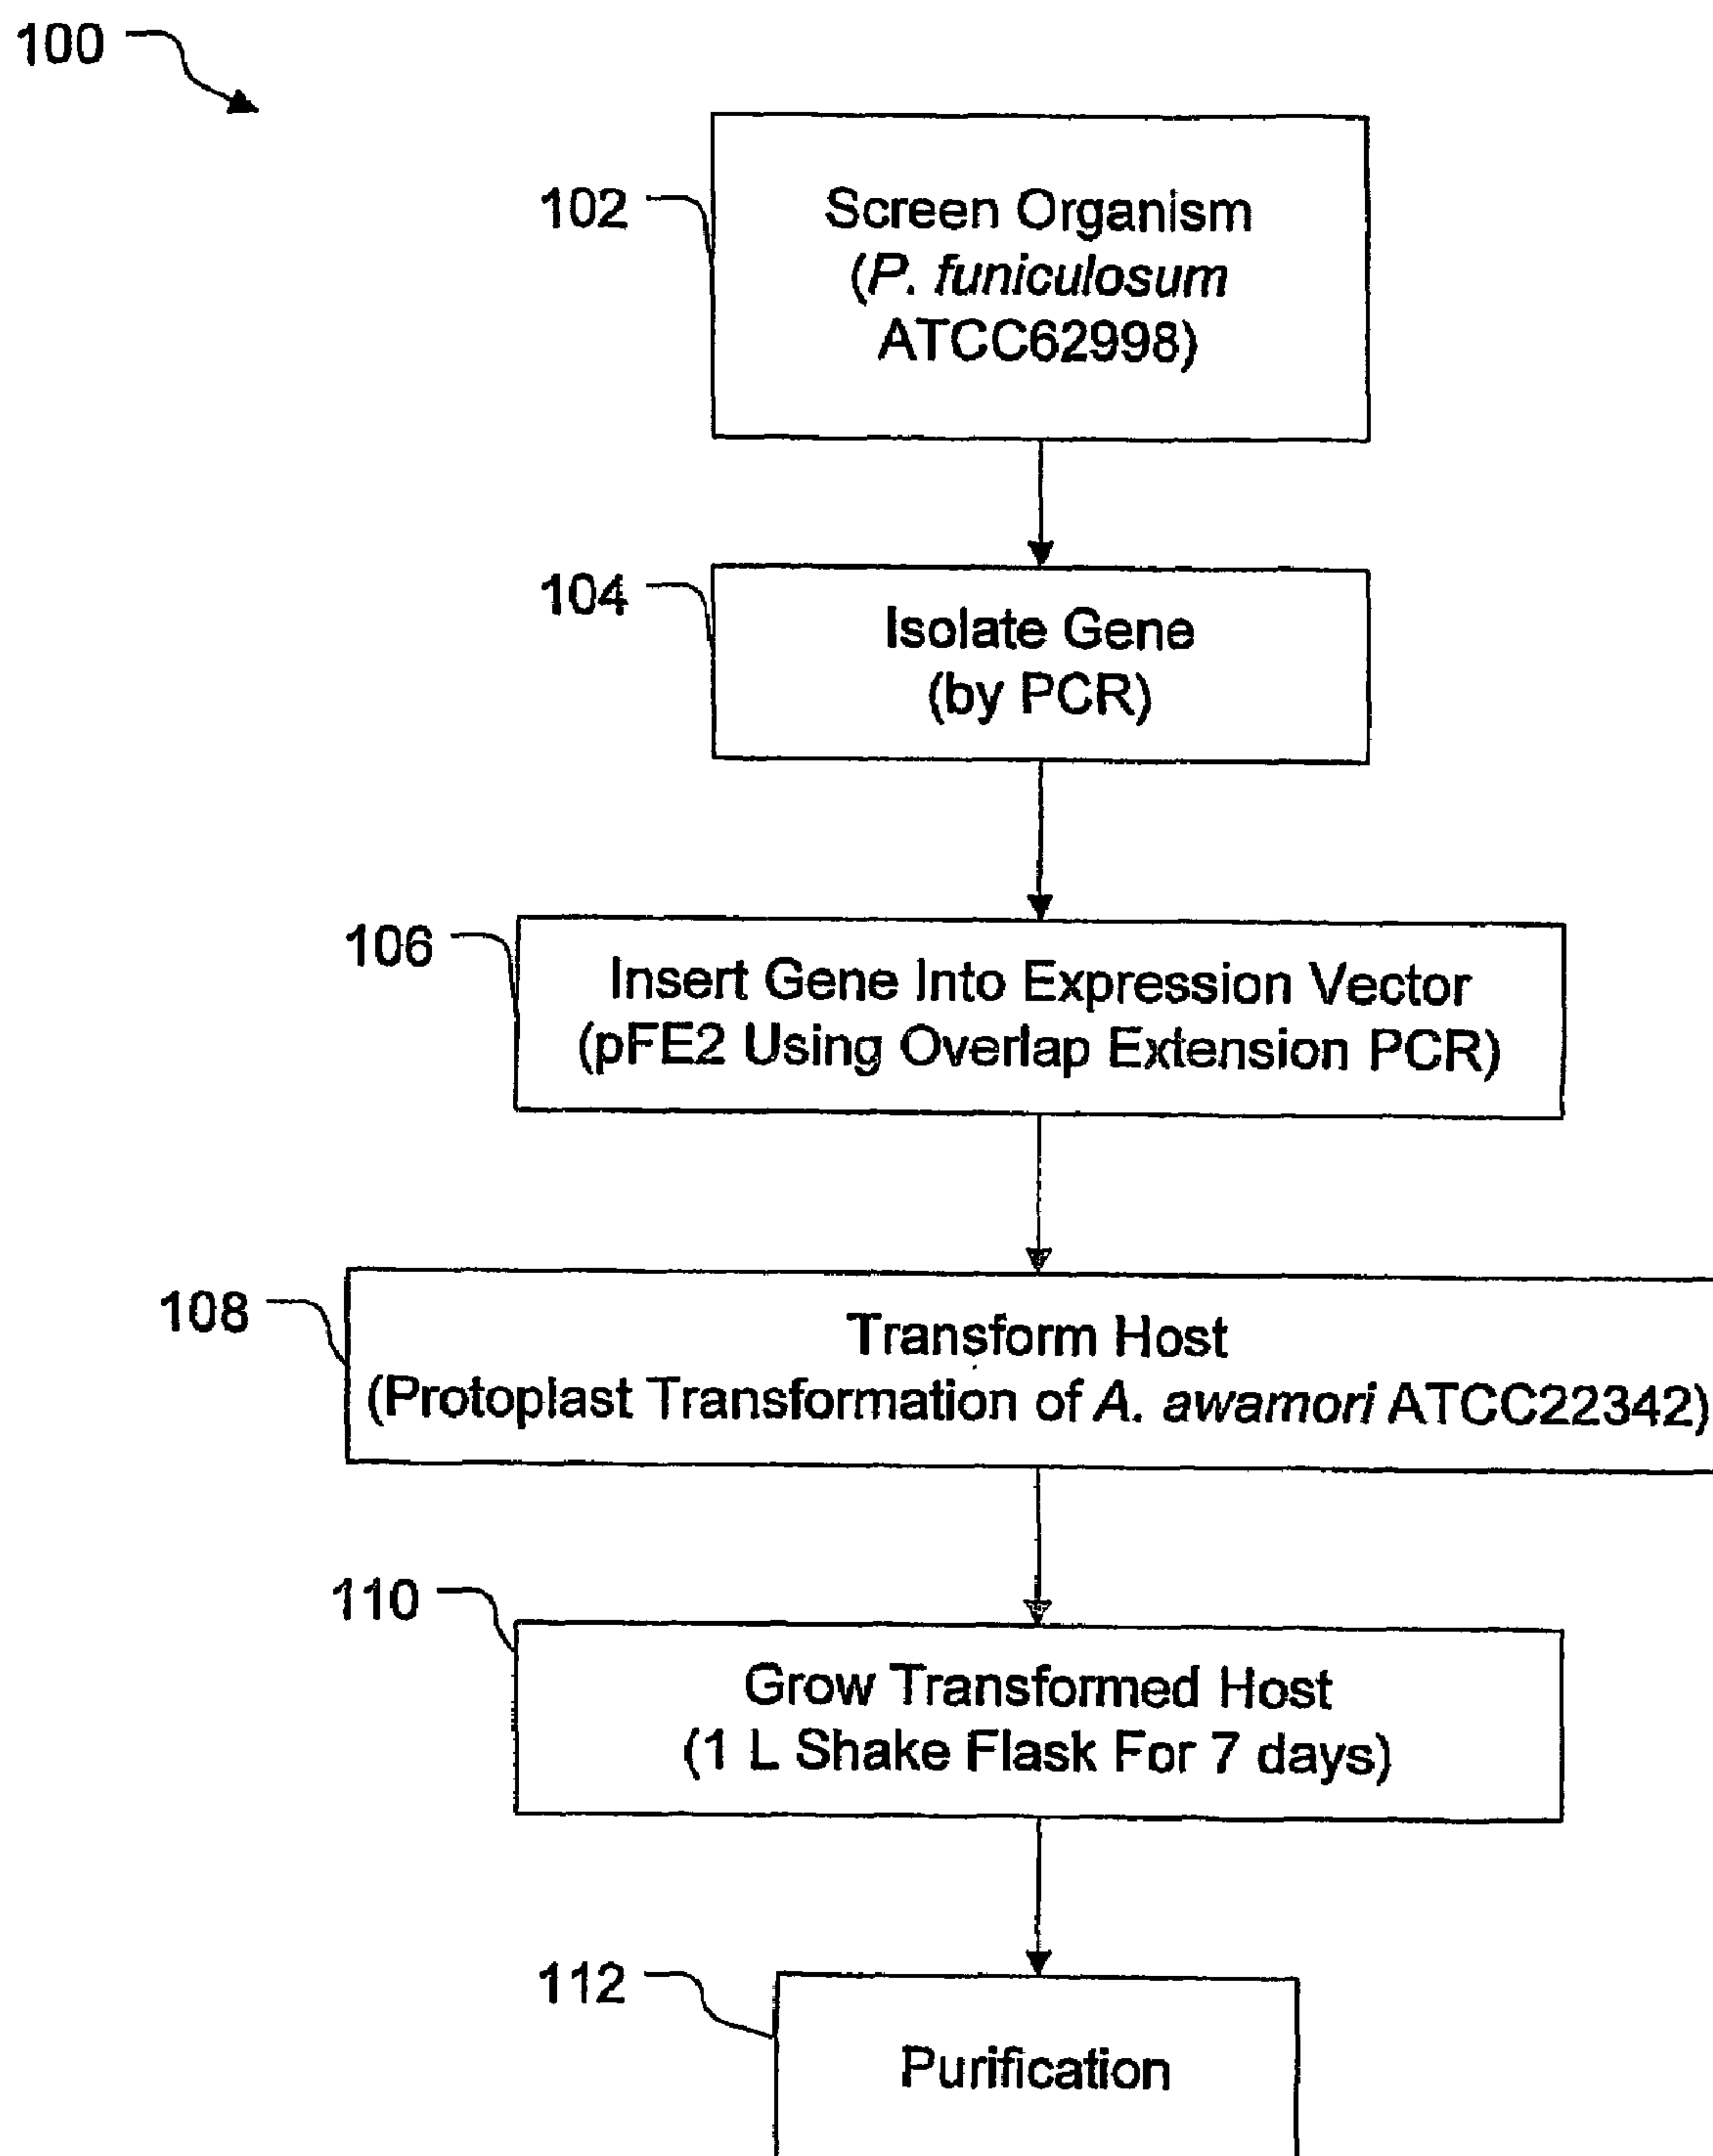 100
102
Screen Organism
(P. funiculosum
ATCC62998)
104
Isolate Gene
(by PCR)
106
Insert Gene Into Expression Vector
(pFE2 Using Overlap Extension PCR)
108
Transform Host
(Protoplast Transformation of A. awamori ATCC22342)
110
Grow Transformed Host
(1 L Shake Flask For 7 days)
112
Purification